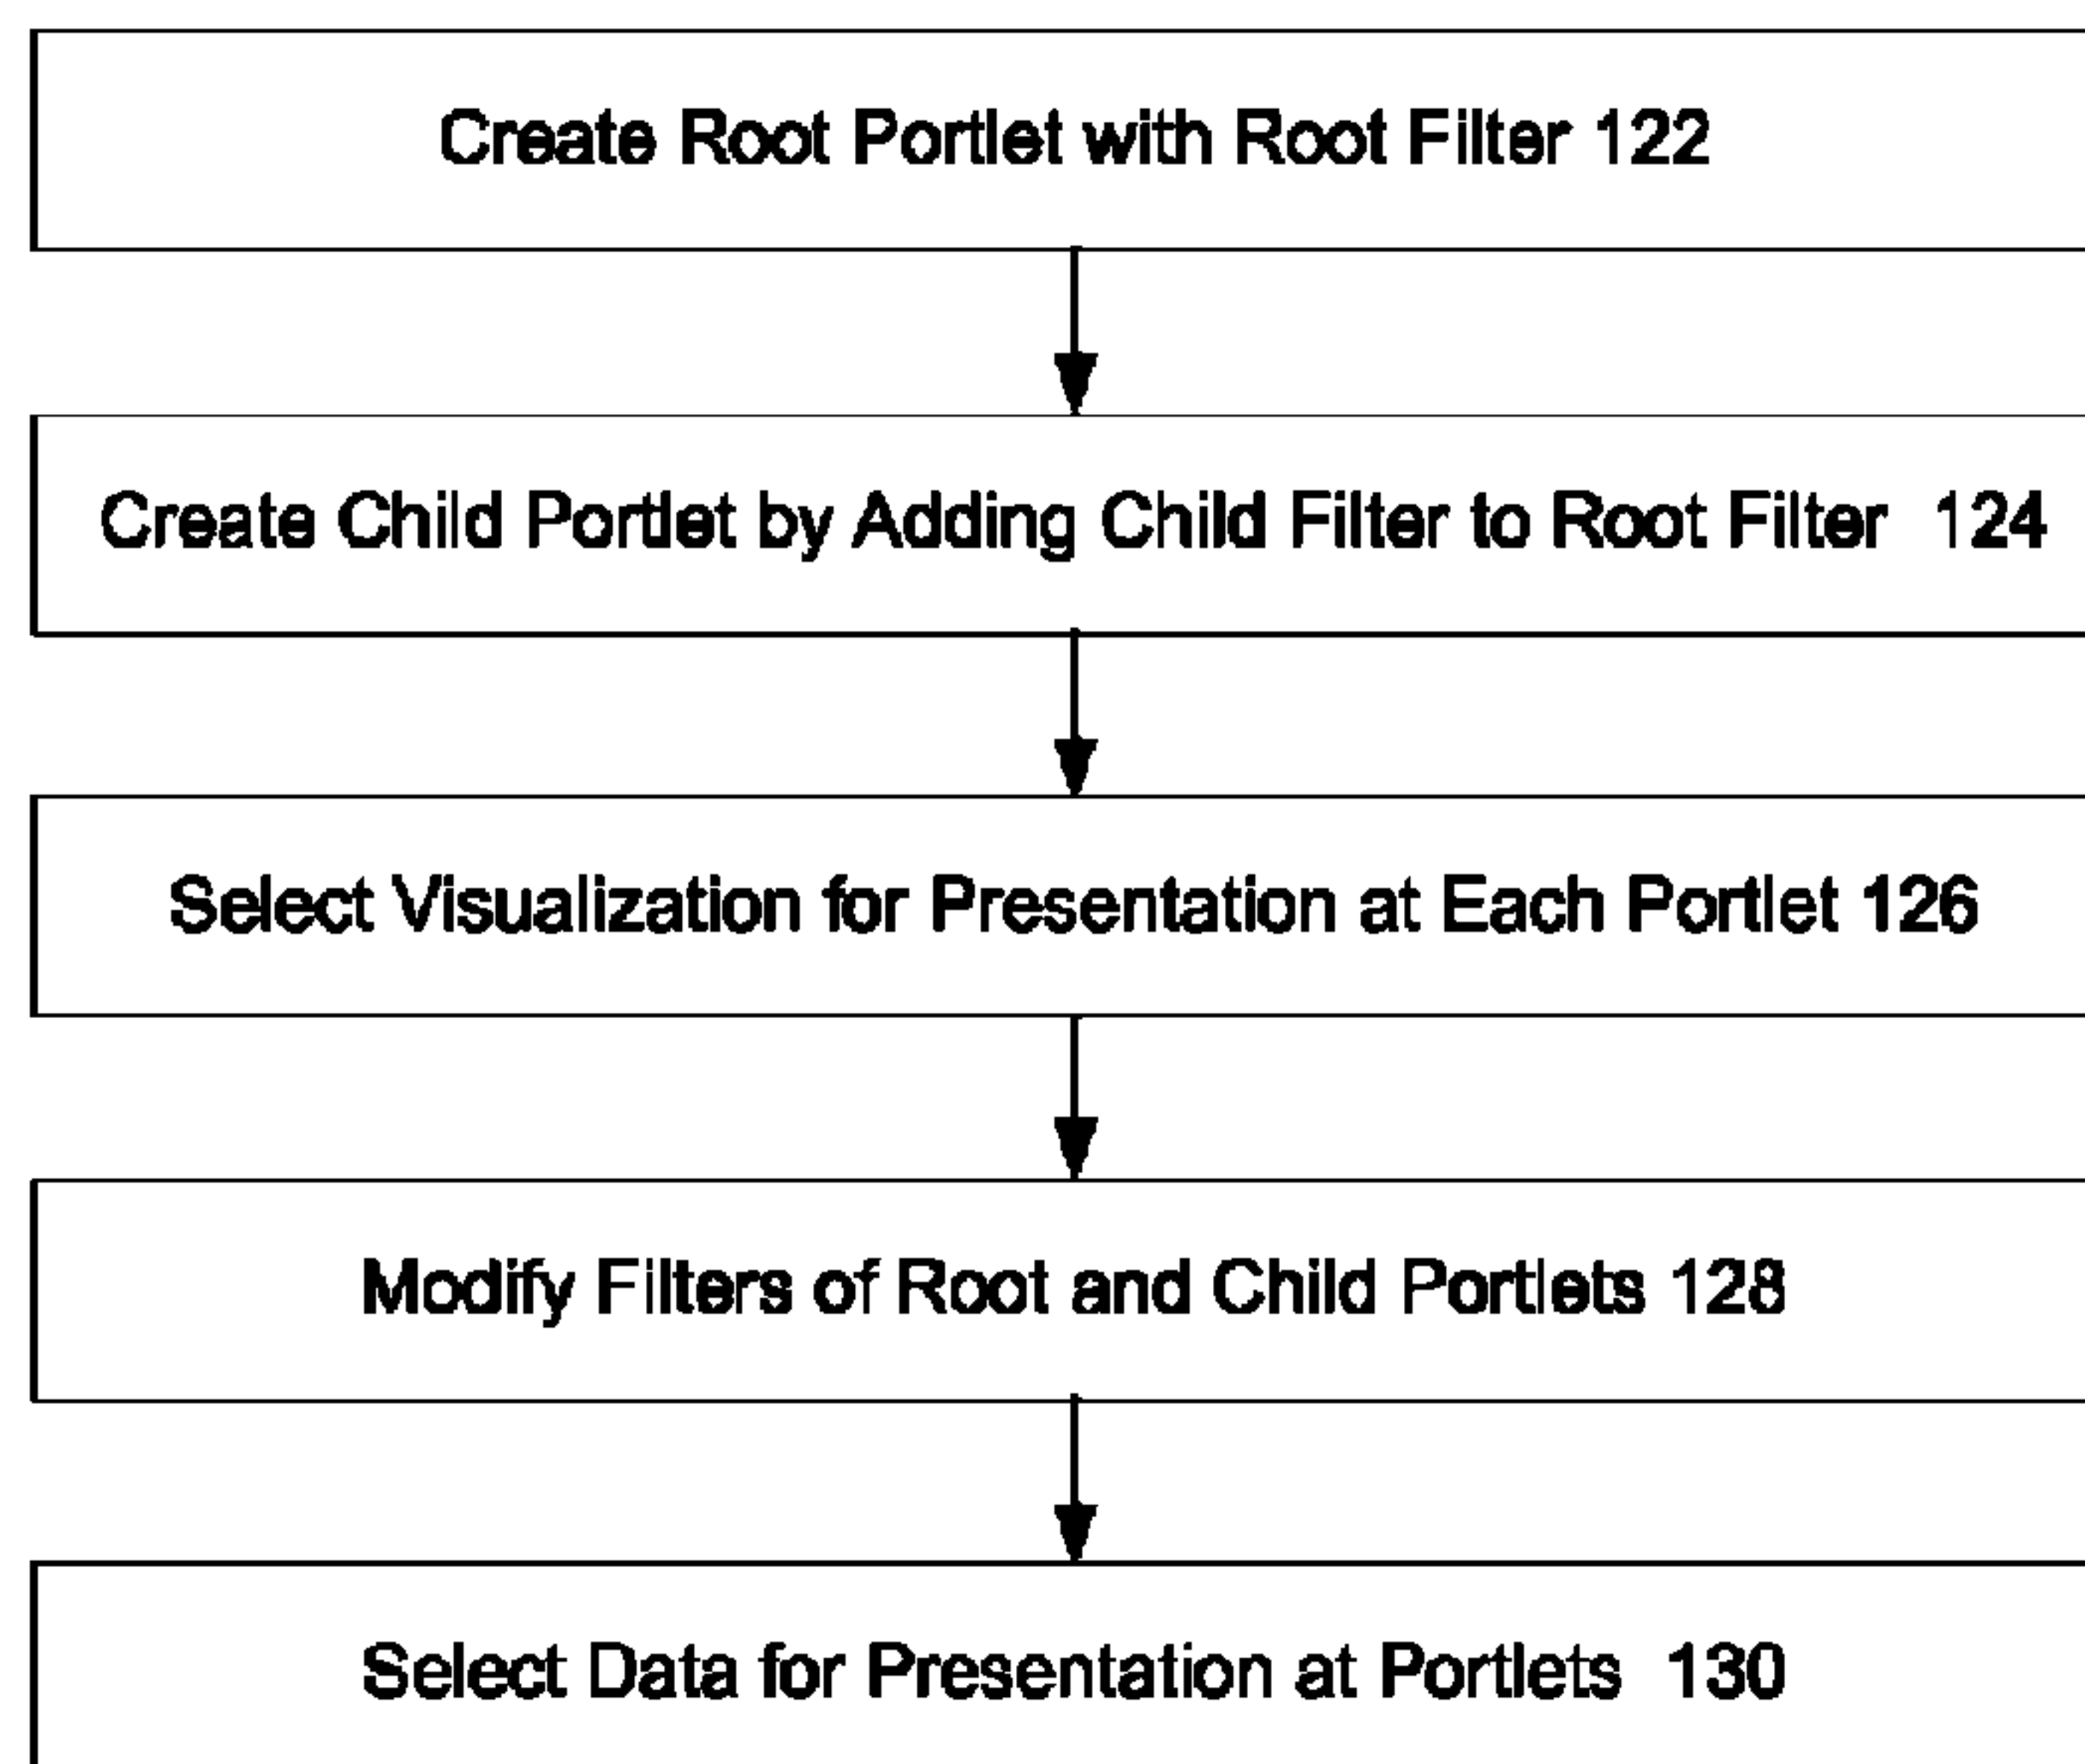 Create Root Portlet with Root Filter 122
Create Child Portlet by Adding Child Filter to Root Filter 124
Select Visualization for Presentation at Each Portlet 126
Modify Filters of Root and Child Portlets 128
Select Data for Presentation at Portlets 130